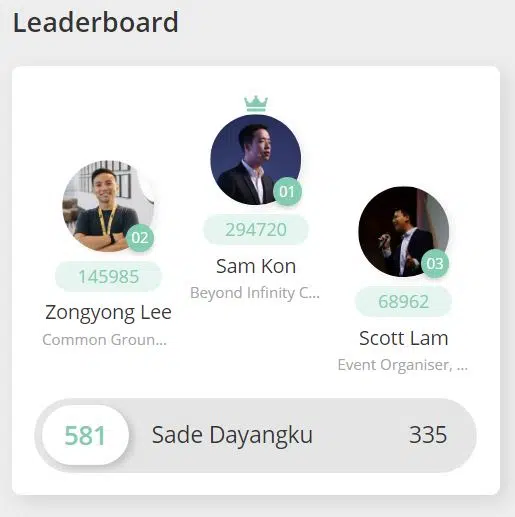 Leaderboard
01
294720
Sam Kon
Beyond Infinity C...
02
145985
Zongyong Lee
Common Groun...
03
68962
Scott Lam
Event Organiser, ...
581 Sade Dayangku 335